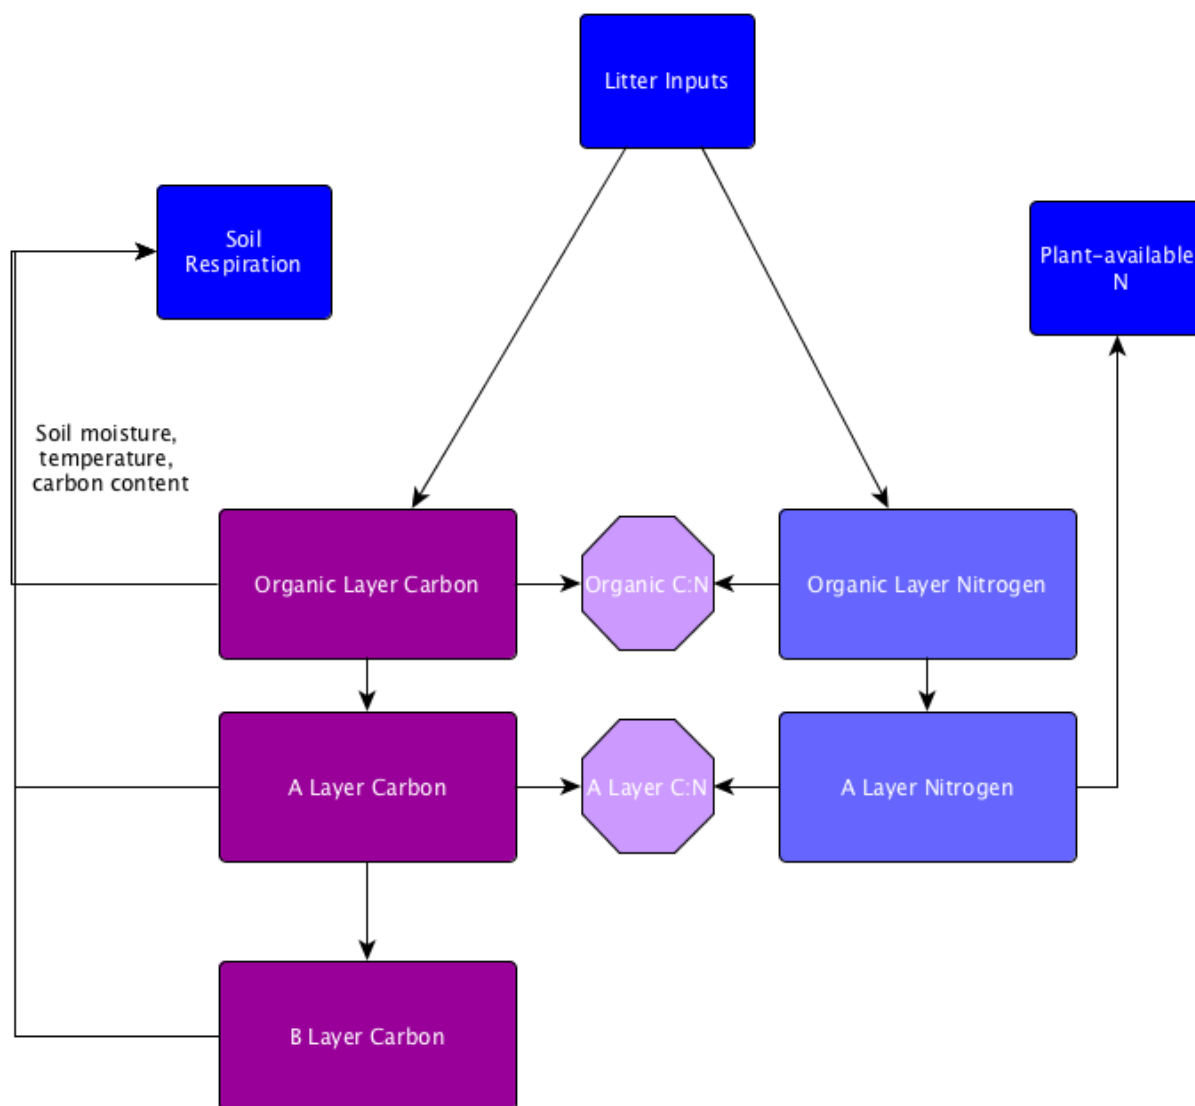 Litter Inputs
Soil
Respiration
Plant-available
N
Soil moisture,
temperature,
carbon content
Organic Layer Carbon
Organic C:N
Organic Layer Nitrogen
A Layer Carbon
A Layer C:N
A Layer Nitrogen
B Layer Carbon